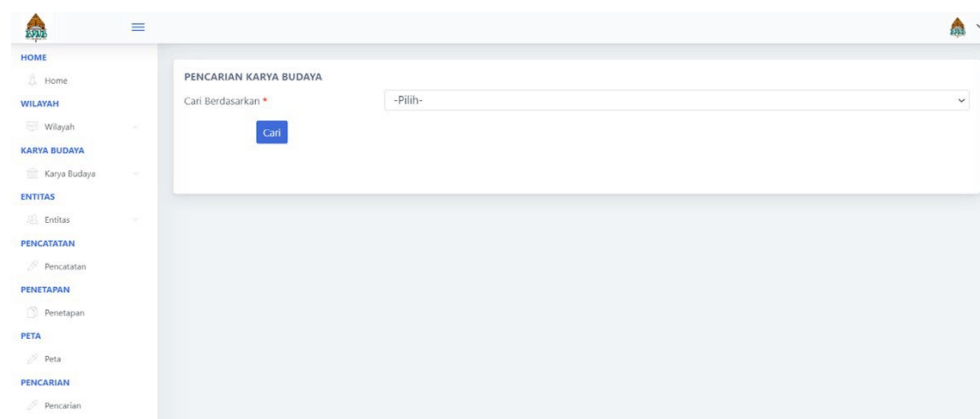 HOME
Home
WILAYAH
Wilayah
KARYA BUDAYA
Karya Budaya
ENTITAS
Entitas
PENCATATAN
Pencatatan
PENETAPAN
Penetapan
PETA
Peta
PENCARIAN
Pencarian
PENCARIAN KARYA BUDAYA
Cari Berdasarkan *
-Pilih-
Cari